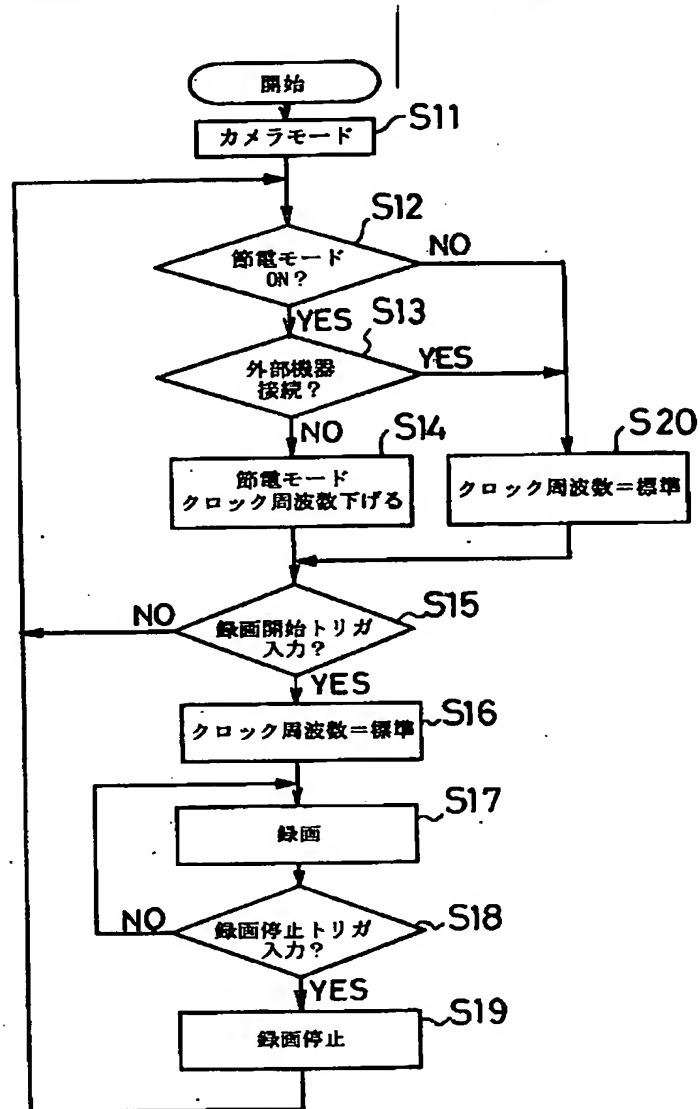 開始
カメラモード
S11
S12
節電モード
ON?
NO
YES
S13
外部機器
接続?
YES
NO
S14
節電モード
クロック周波数下げる
S20
クロック周波数=標準
S15
録画開始トリガ
入力?
NO
YES
S16
クロック周波数=標準
S17
録画
S18
録画停止トリガ
入力?
NO
YES
S19
録画停止